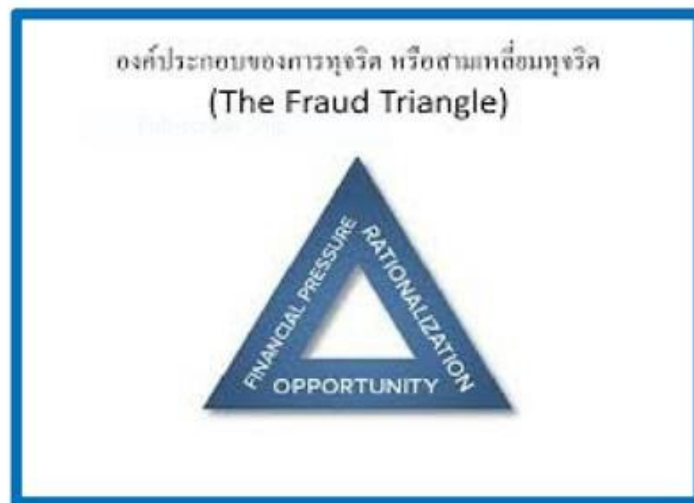 องค์ประกอบของการทุจริต หรือสามเหลี่ยมทุจริต
(The Fraud Triangle)
FINANCIAL PRESSURE
RATIONALIZATION
OPPORTUNITY